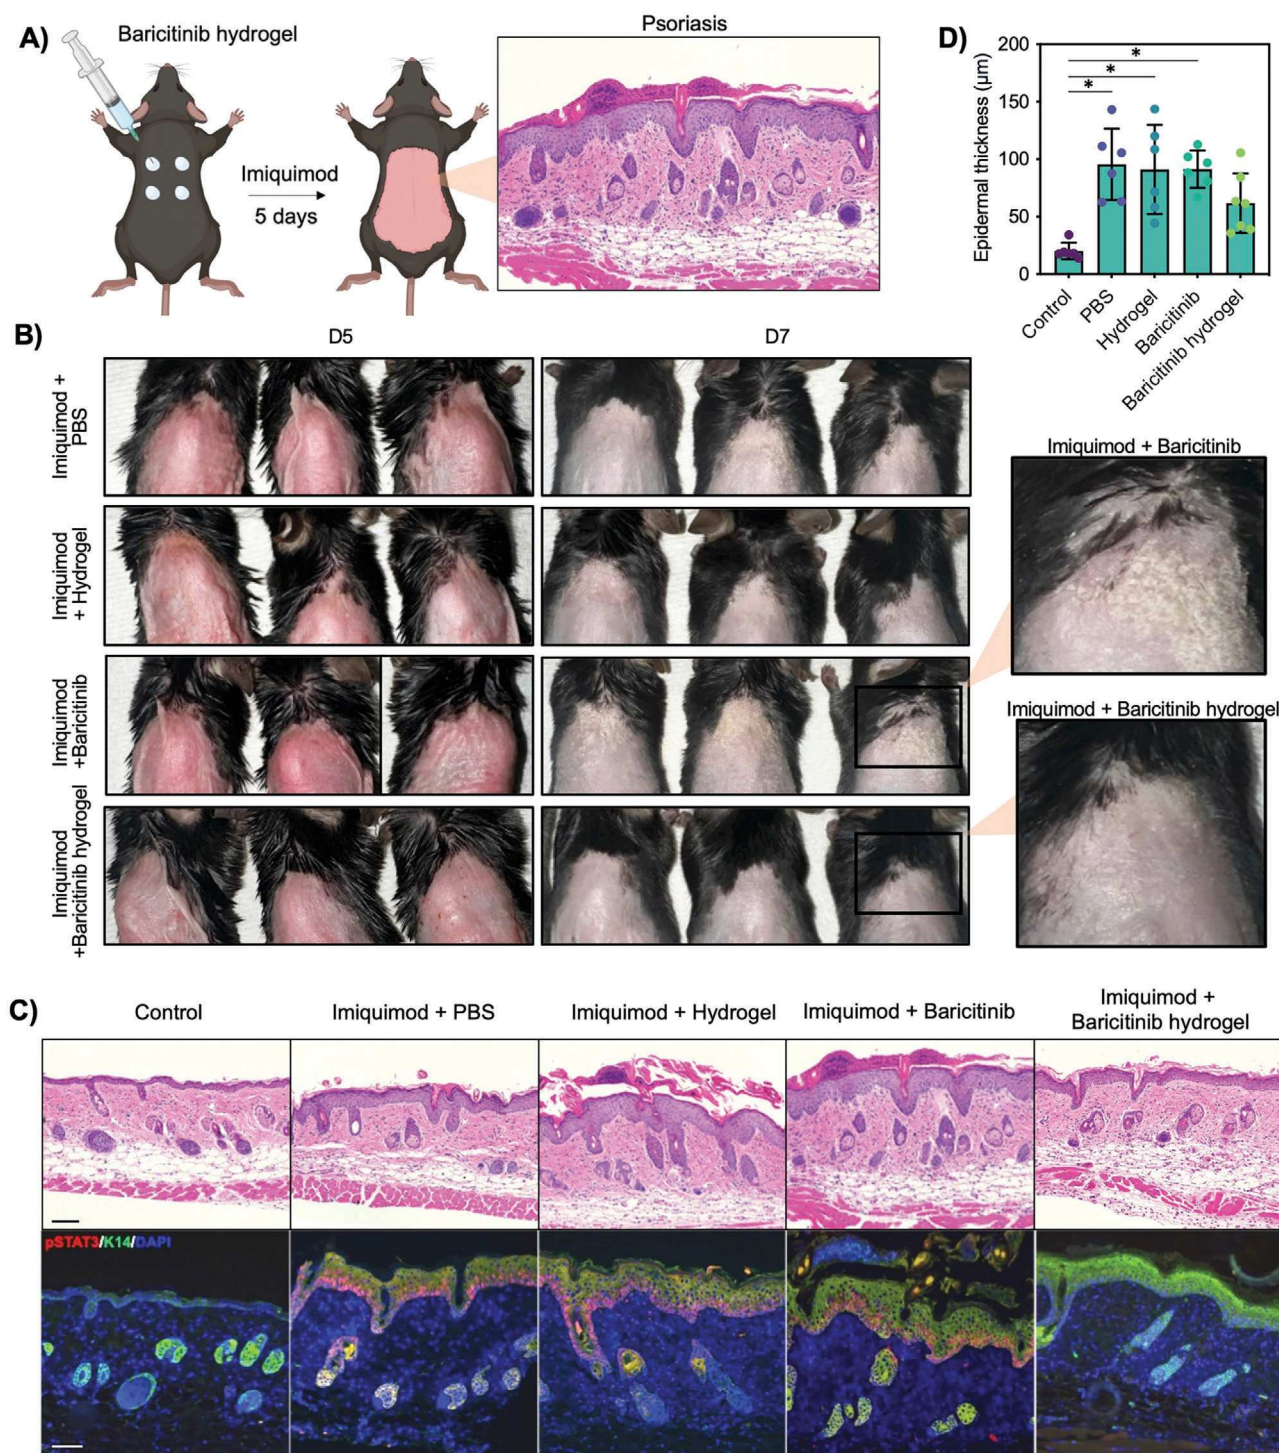 A)
Baricitinib hydrogel
Imiquimod
5 days
Psoriasis
D)
Epidermal thickness (µm)
200
150
100
50
0
*
*
*
Control
PBS
Hydrogel
Baricitinib
Baricitinib hydrogel
B)
D5
D7
Imiquimod +
PBS
Imiquimod
+ Hydrogel
Imiquimod
+Baricitinib
Imiquimod
+Baricitinib hydrogel
Imiquimod + Baricitinib
Imiquimod + Baricitinib hydrogel
C)
Control
Imiquimod + PBS
Imiquimod + Hydrogel
Imiquimod + Baricitinib
Imiquimod +
Baricitinib hydrogel
pSTAT3/K14/DAPI